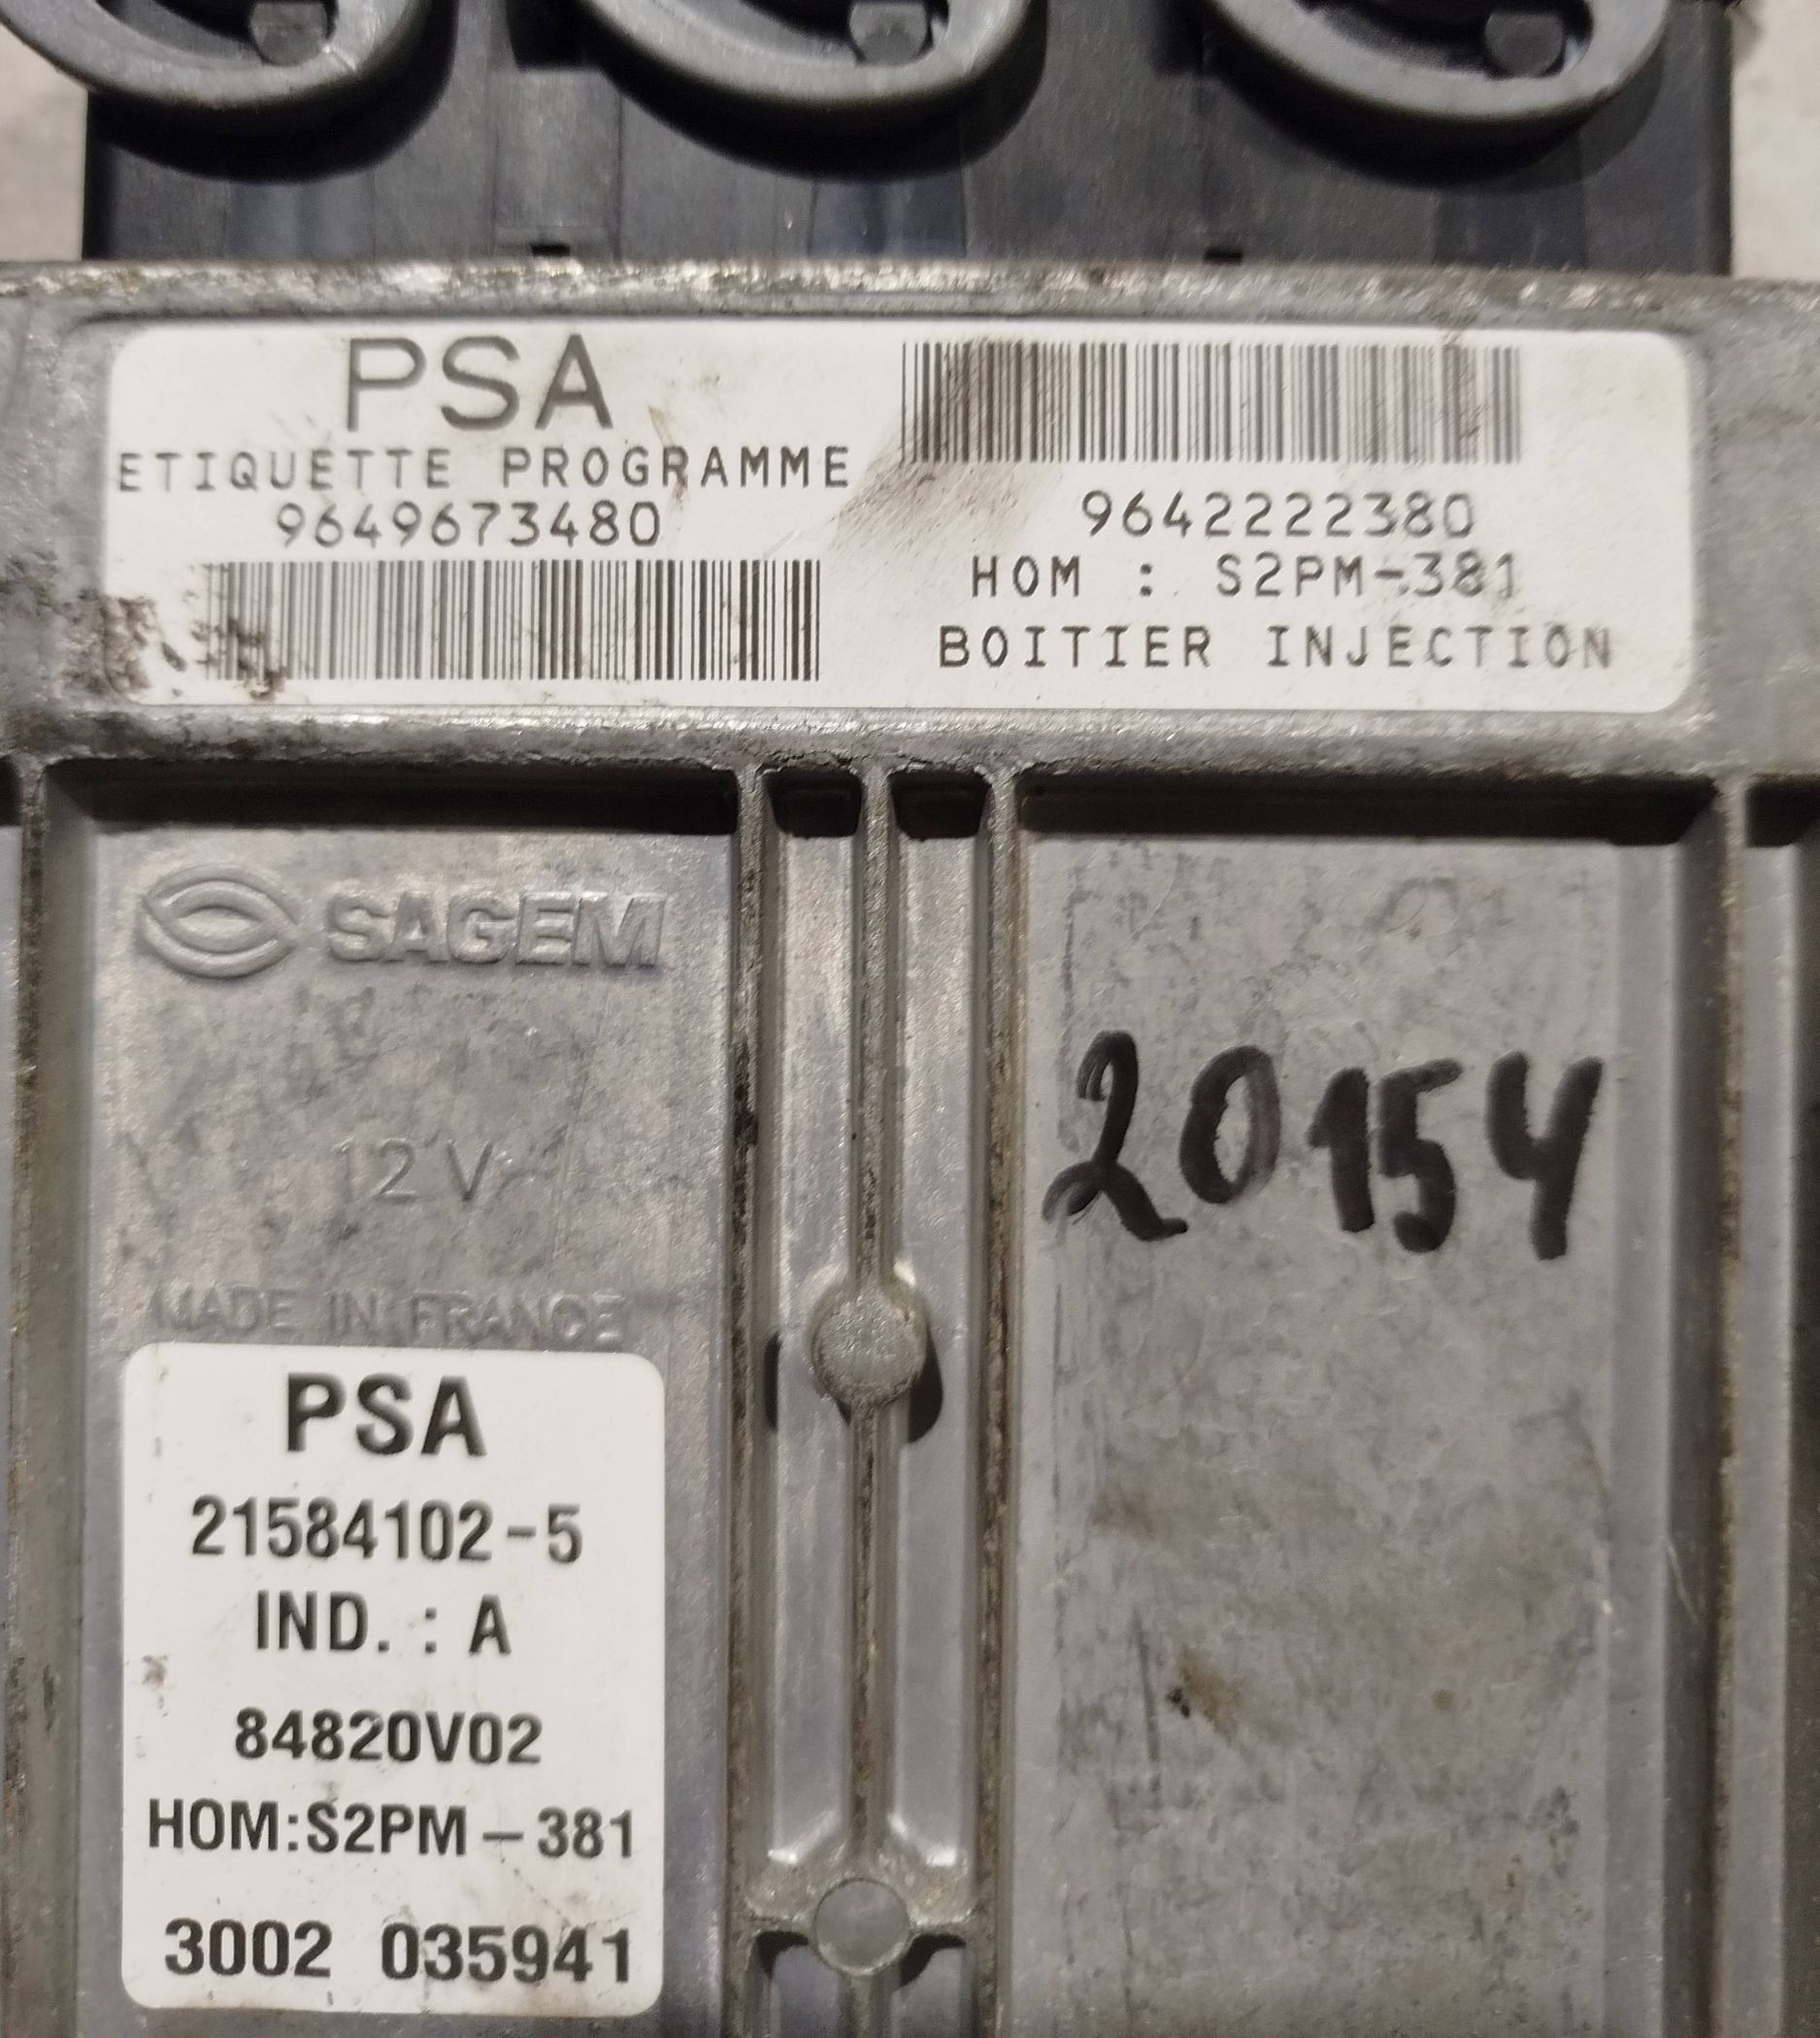 PSA
ETIQUETTE PROGRAMME
9649673480
9642222380
HOM : S2PM-381
BOITIER INJECTION
SAGEM
12 V
MADE IN FRANCE
20154
PSA
21584102-5
IND. : A
84820V02
HOM:S2PM-381
3002 035941